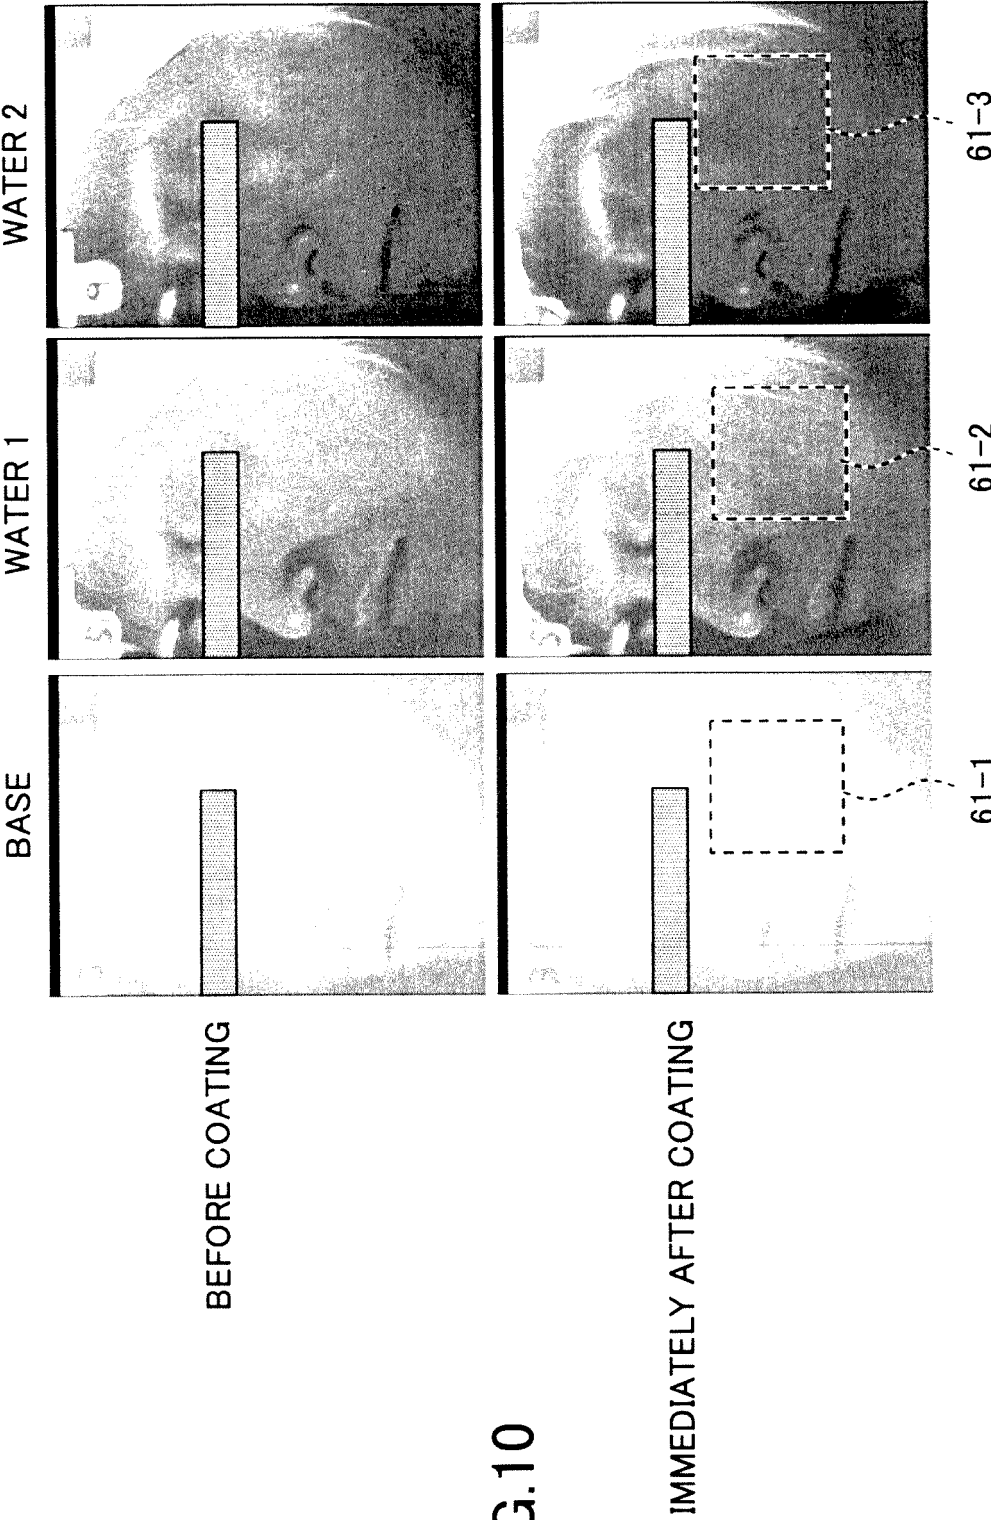 BASE
WATER 1
WATER 2
BEFORE COATING
IMMEDIATELY AFTER COATING
61-1
61-2
61-3
G.10